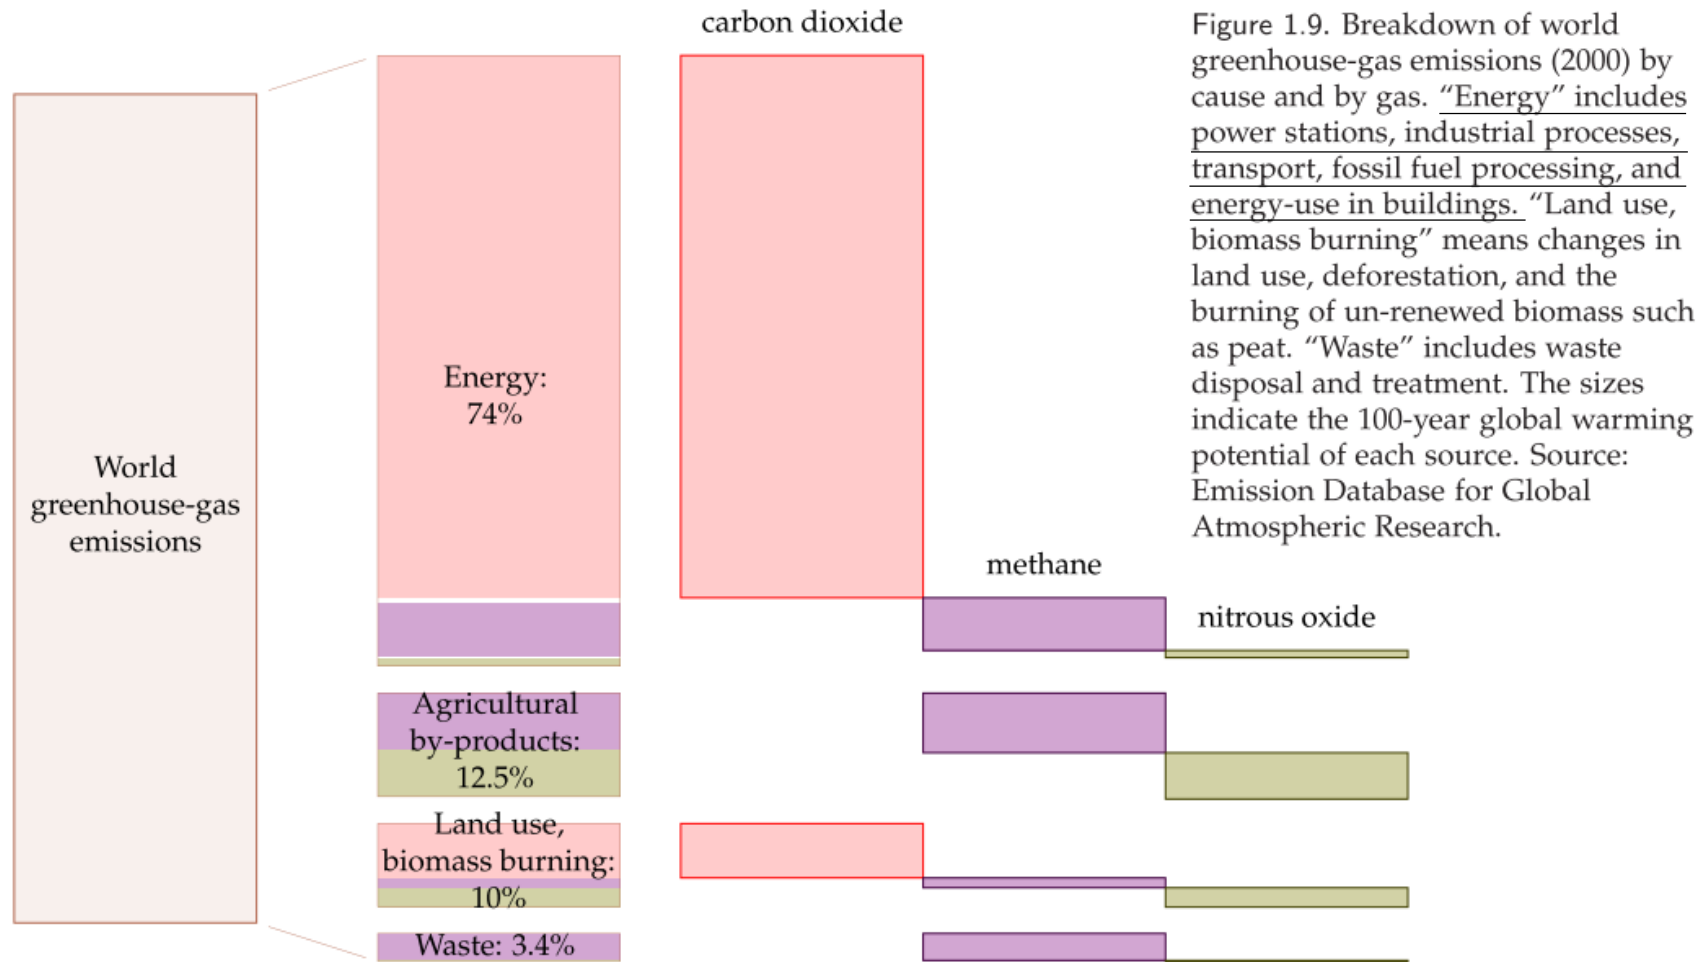 carbon dioxide
Figure 1.9. Breakdown of world
greenhouse-gas emissions (2000) by
cause and by gas. “Energy” includes
power stations, industrial processes,
transport, fossil fuel processing, and
energy-use in buildings. “Land use,
biomass burning” means changes in
land use, deforestation, and the
burning of un-renewed biomass such
as peat. “Waste” includes waste
disposal and treatment. The sizes
indicate the 100-year global warming
potential of each source. Source:
Emission Database for Global
Atmospheric Research.
World
greenhouse-gas
emissions
Energy:
74%
methane
nitrous oxide
Agricultural
by-products:
12.5%
Land use,
biomass burning:
10%
Waste: 3.4%